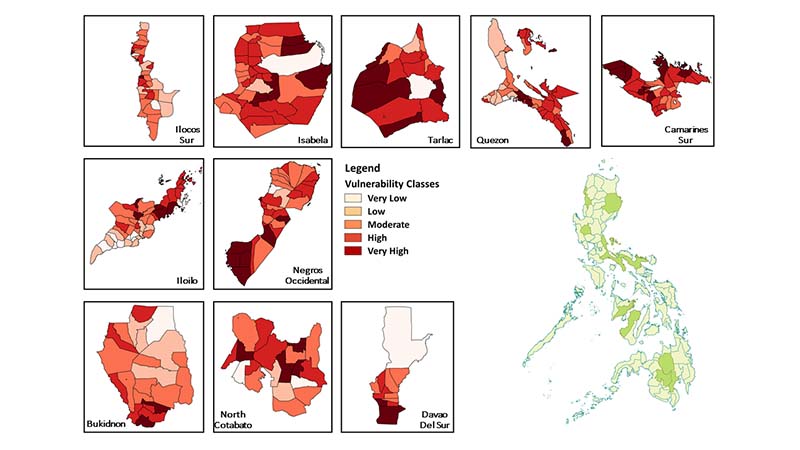 Ilocos
Sur
Isabela
Tarlac
Quezon
Camarines
Sur
Iloilo
Negros
Occidental
Legend
Vulnerability Classes
Very Low
Low
Moderate
High
Very High
Bukidnon
North
Cotabato
Davao
Del Sur